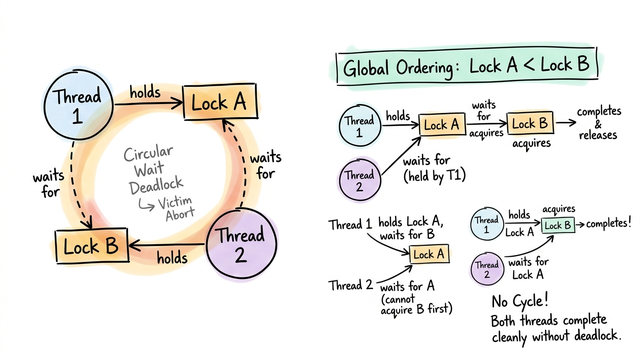 Thread
1
holds
Lock A
waits
for
Circular
Wait
Deadlock
Victim
Abort
waits
for
Lock B
holds
Thread
2
Global Ordering: Lock A < Lock B
Thread
1
holds
Lock A
waits
for
acquires
Lock B
acquires
completes
&
releases
Thread
2
waits for
(held by T1)
Thread 1 holds Lock A,
waits for B
Lock A
Thread 2 waits for A
(cannot
acquire B first)
Thread
1
holds
Lock A
acquires
Lock B
completes!
Thread
2
waits for
Lock A
No Cycle!
Both threads complete
cleanly without deadlock.